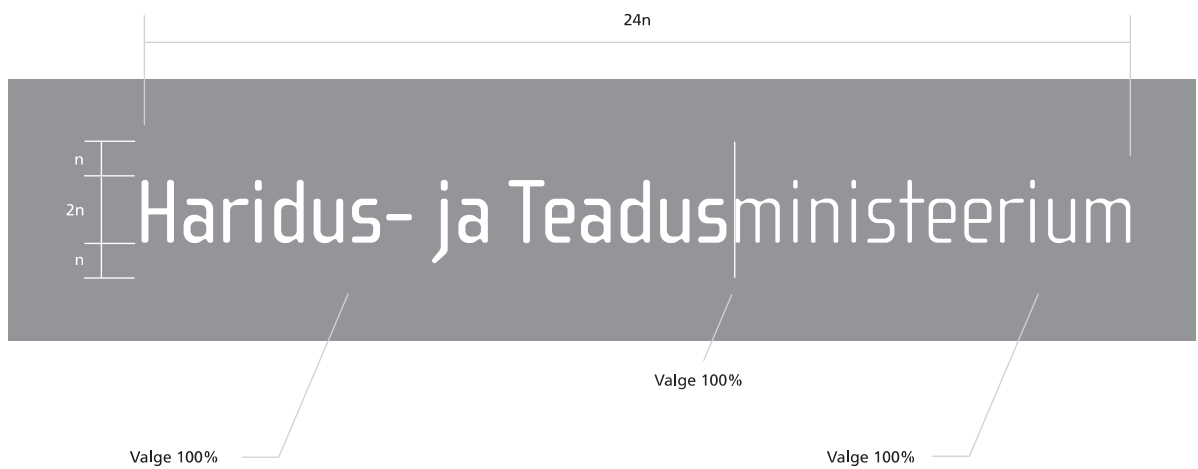 24n
n
2n
n
Haridus- ja Teadusministeerium
Valge 100%
Valge 100%
Valge 100%